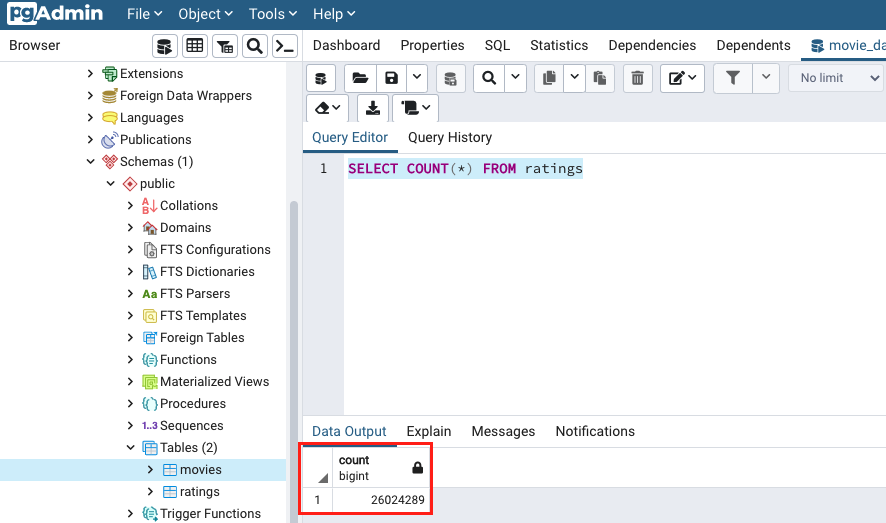 pgAdmin File Object Tools Help
Browser Dashboard Properties SQL Statistics Dependencies Dependents movie_da
Extensions
Foreign Data Wrappers
Languages
Publications
Schemas (1)
public
Collations
Domains
FTS Configurations
FTS Dictionaries
Aa FTS Parsers
FTS Templates
Foreign Tables
Functions
Materialized Views
Procedures
1..3 Sequences
Tables (2)
movies
ratings
Trigger Functions
No limit
Query Editor Query History
1 SELECT COUNT(*) FROM ratings
Data Output Explain Messages Notifications
count
bigint
1 26024289